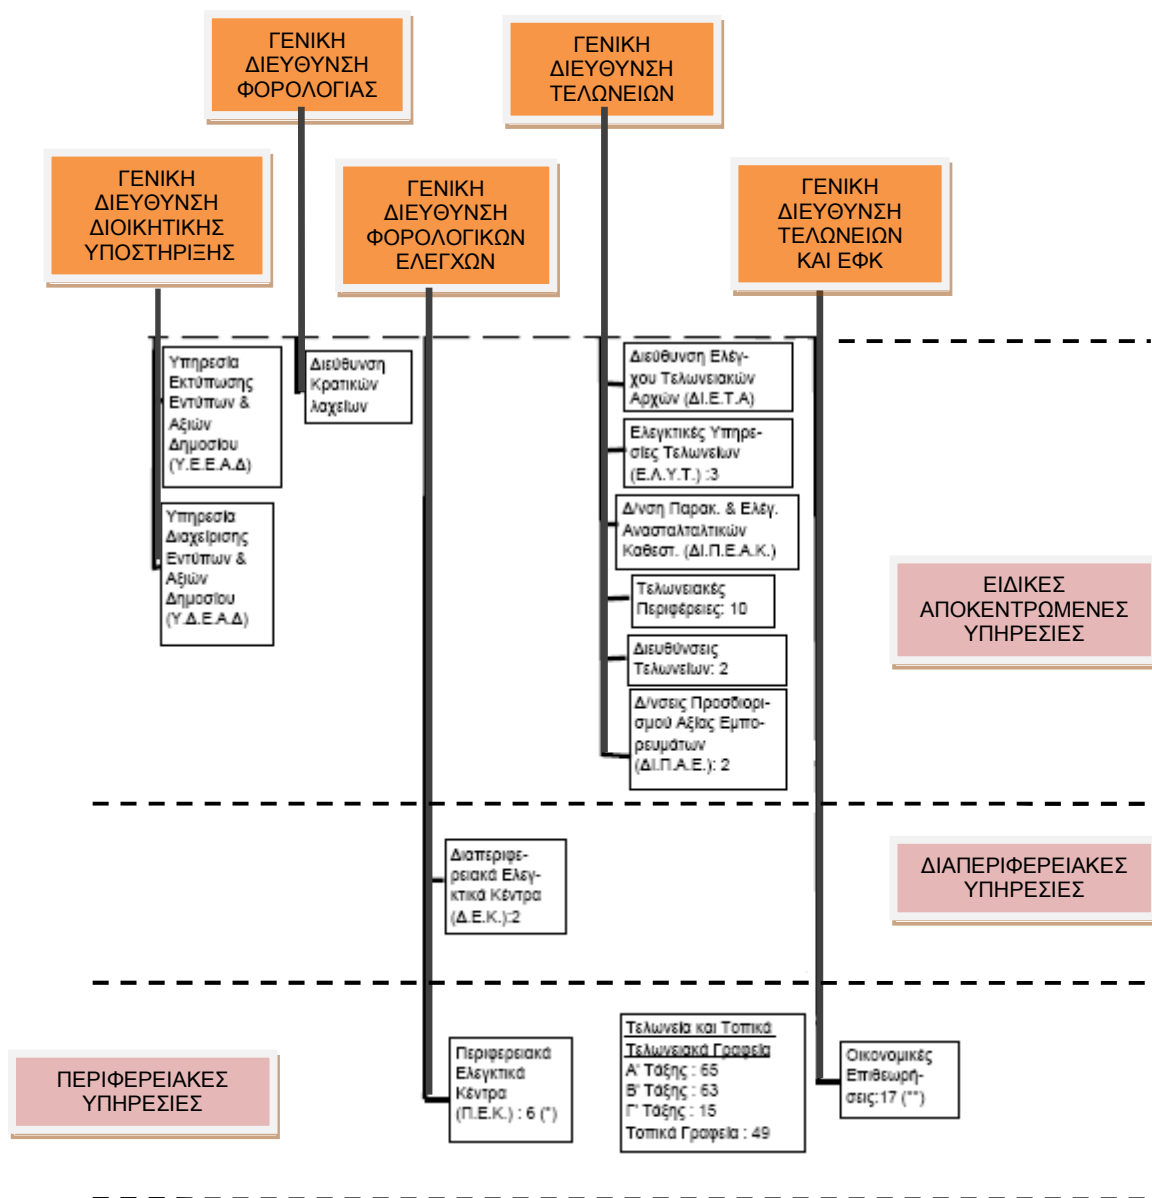 ΓΕΝΙΚΗ
ΔΙΕΥΘΥΝΣΗ
ΦΟΡΟΛΟΓΙΑΣ
ΓΕΝΙΚΗ
ΔΙΕΥΘΥΝΣΗ
ΤΕΛΩΝΕΙΩΝ
ΓΕΝΙΚΗ
ΔΙΕΥΘΥΝΣΗ
ΔΙΟΙΚΗΤΙΚΗΣ
ΥΠΟΣΤΗΡΙΞΗΣ
ΓΕΝΙΚΗ
ΔΙΕΥΘΥΝΣΗ
ΦΟΡΟΛΟΓΙΚΩΝ
ΕΛΕΓΧΩΝ
ΓΕΝΙΚΗ
ΔΙΕΥΘΥΝΣΗ
ΤΕΛΩΝΕΙΩΝ
ΚΑΙ ΕΦΚ
Υπηρεσία
Εκτύπωσης
Εντύπων &
Αξιών
Δημοσίου
(Υ.Ε.Ε.Α.Δ)
Διεύθυνση
Κρατικών
λαχείων
Διεύθυνση Ελέγ-
χου Τελωνειακών
Αρχών (ΔΙ.Ε.Τ.Α)
Ελεγκτικές Υπηρε-
σίες Τελωνείων
(Ε.Λ.Υ.Τ.) :3
Υπηρεσία
Διαχείρισης
Εντύπων &
Αξιών
Δημοσίου
(Υ.Δ.Ε.Α.Δ)
Δ/νση Παρακ. & Ελέγ.
Ανασταλταλτικών
Καθεστ. (ΔΙ.Π.Ε.Α.Κ.)
Τελωνειακές
Περιφέρειες: 10
Διευθύνσεις
Τελωνείων: 2
Δ/νσεις Προσδιορι-
σμού Αξίας Εμπο-
ρευμάτων
(ΔΙ.Π.Α.Ε.): 2
ΕΙΔΙΚΕΣ
ΑΠΟΚΕΝΤΡΩΜΕΝΕΣ
ΥΠΗΡΕΣΙΕΣ
Διαπεριφε-
ρειακά Ελεγ-
κτικά Κέντρα
(Δ.Ε.Κ.):2
ΔΙΑΠΕΡΙΦΕΡΕΙΑΚΕΣ
ΥΠΗΡΕΣΙΕΣ
ΠΕΡΙΦΕΡΕΙΑΚΕΣ
ΥΠΗΡΕΣΙΕΣ
Περιφερειακά
Ελεγκτικά
Κέντρα
(Π.Ε.Κ.) : 6 (*)
Τελωνεία και Τοπικά
Τελωνειακά Γραφεία
Α' Τάξης : 65
Β' Τάξης : 63
Γ' Τάξης : 15
Τοπικά Γραφεία : 49
Οικονομικές
Επιθεωρή-
σεις:17 (**)